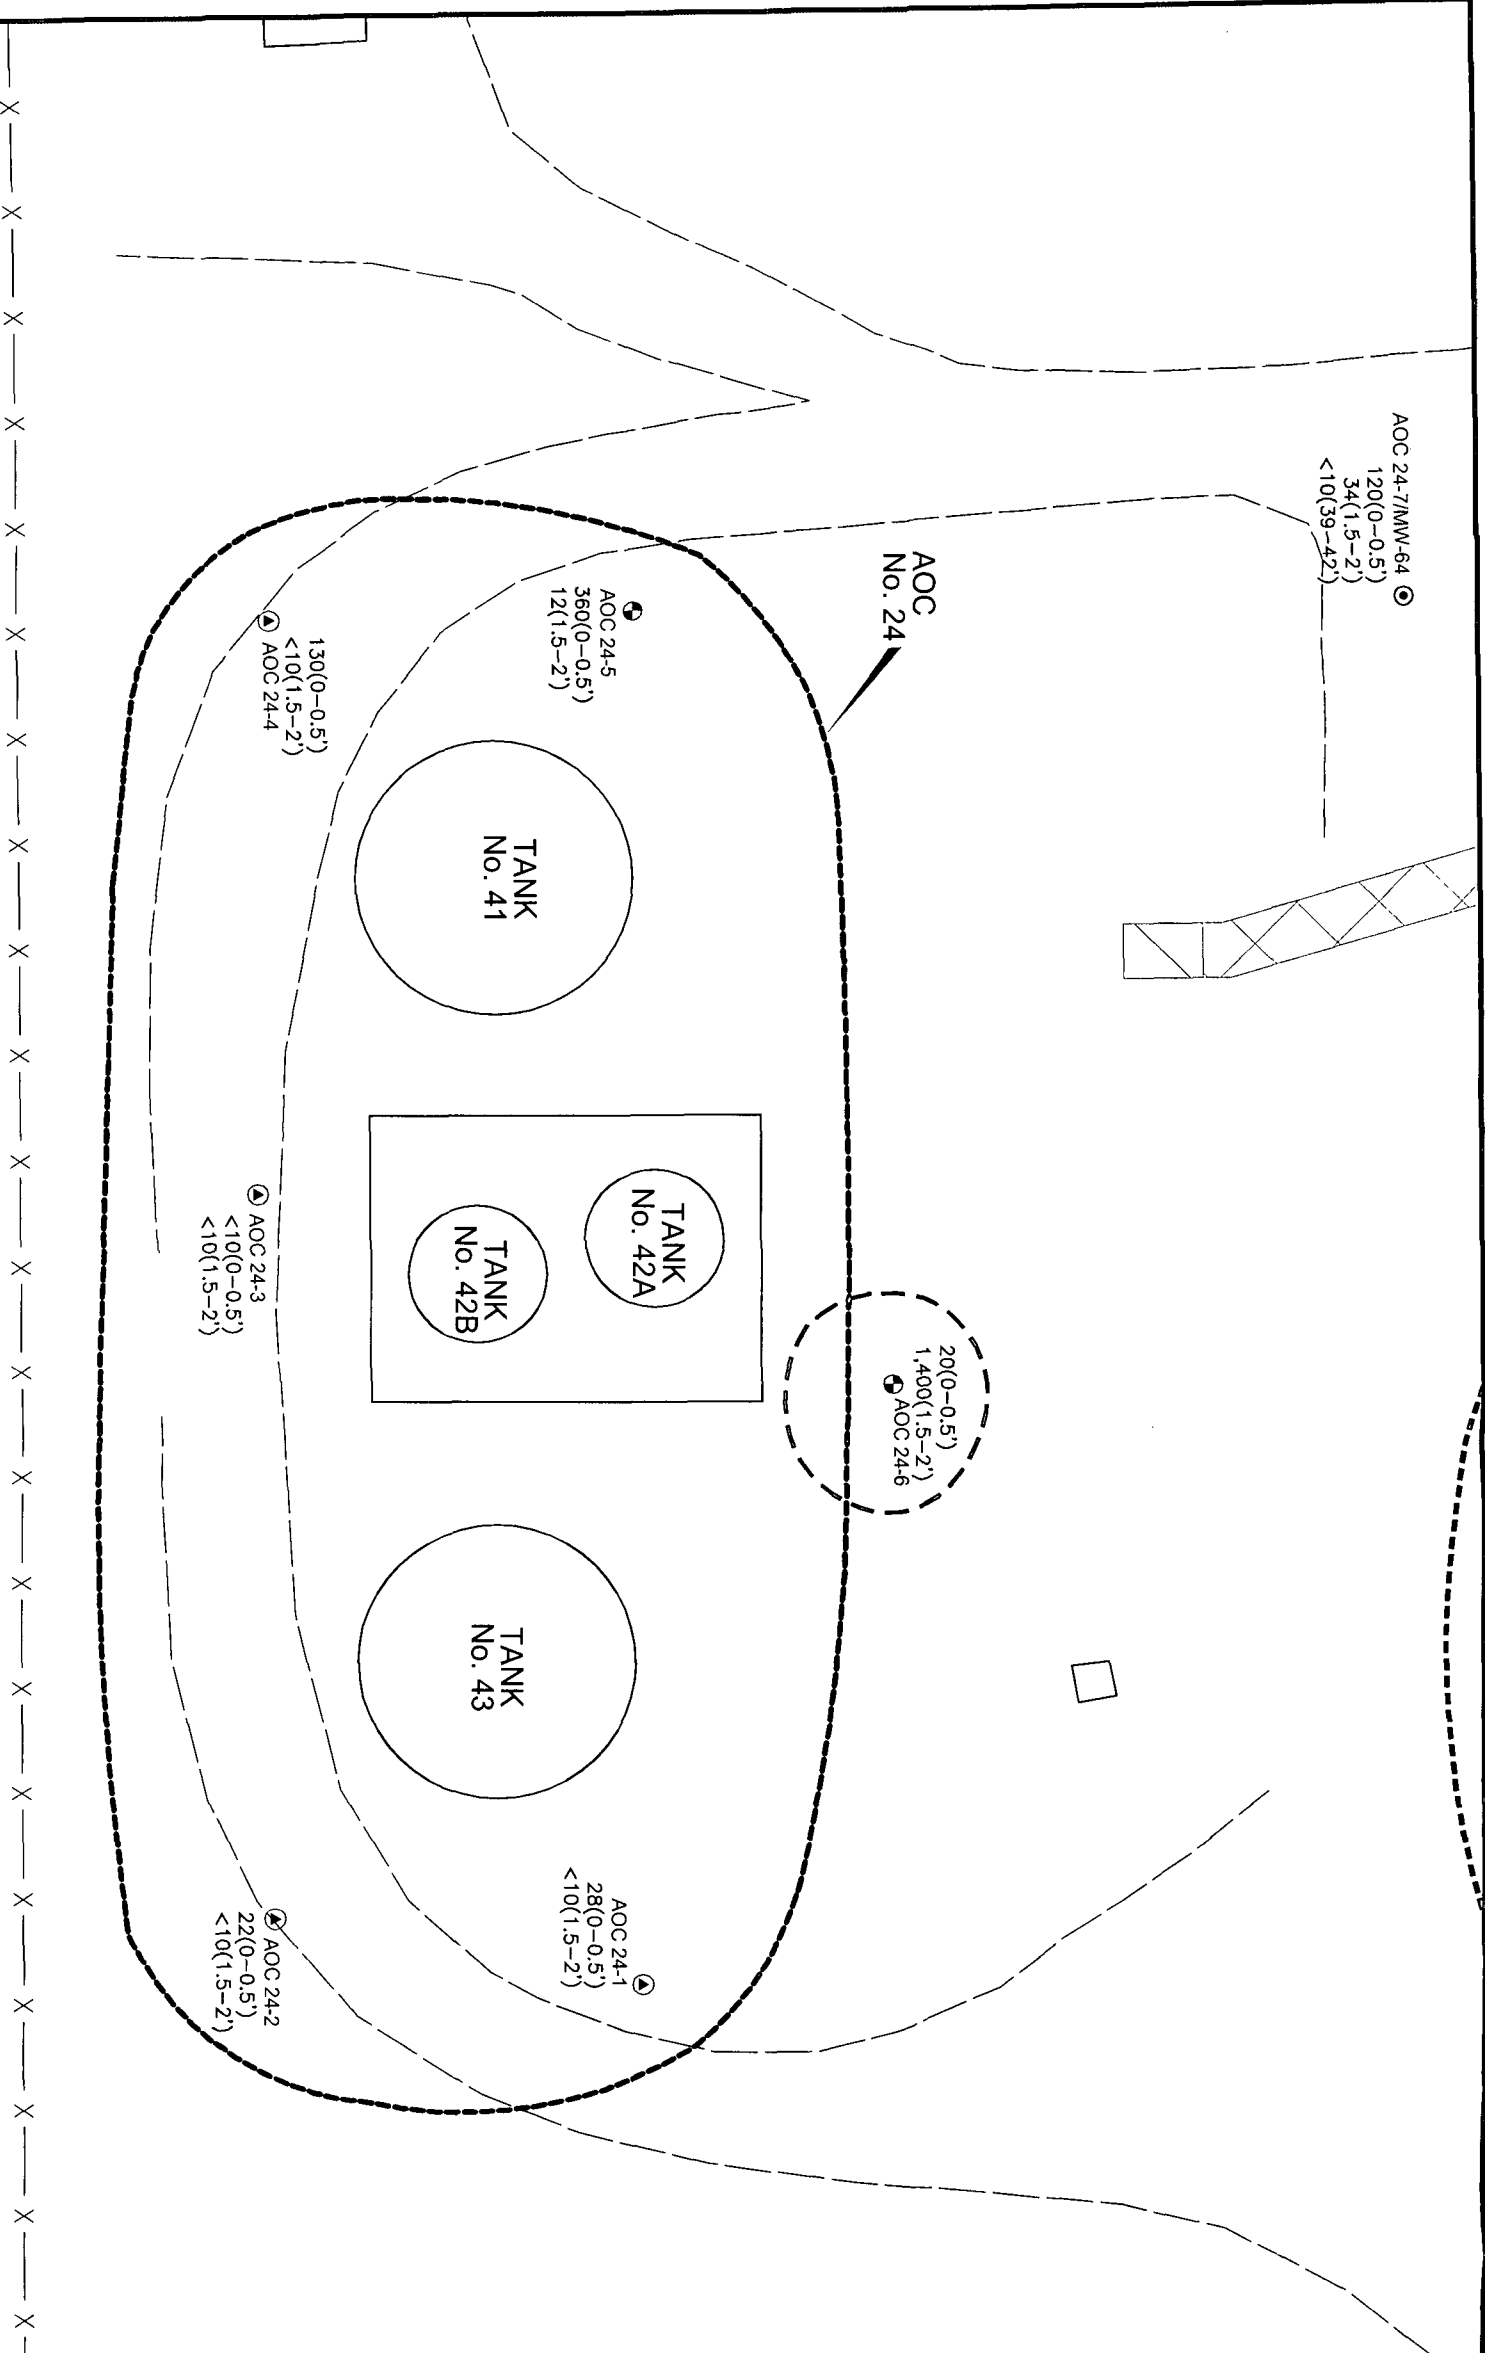 AOC 24-7/MW-64
120(0-0.5')
34(1.5-2')
<10(39-42')
AOC
No. 24
AOC 24-5
360(0-0.5')
12(1.5-2')
130(0-0.5')
<10(1.5-2')
AOC 24-4
TANK
No. 41
TANK
No. 42A
TANK
No. 42B
AOC 24-3
<10(0-0.5')
<10(1.5-2')
20(0-0.5')
1,400(1.5-2')
AOC 24-6
TANK
No. 43
AOC 24-1
28(0-0.5')
<10(1.5-2')
AOC 24-2
22(0-0.5')
<10(1.5-2')